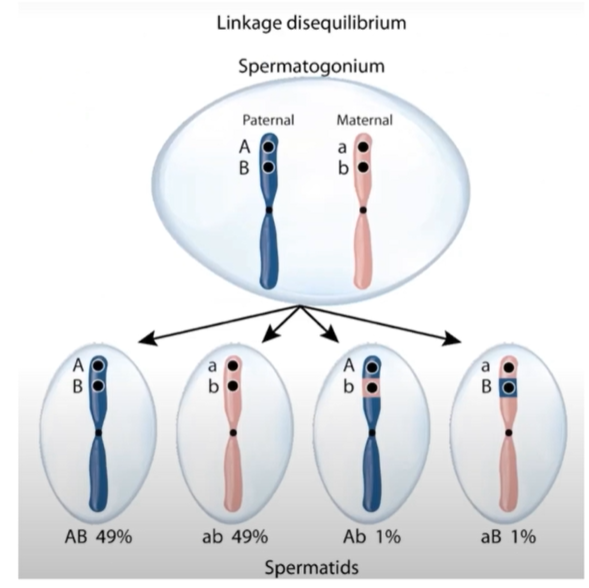 Linkage disequilibrium
Spermatogonium
Paternal Maternal
A a
B b
A a A a
B b b B
AB 49% ab 49% Ab 1% aB 1%
Spermatids